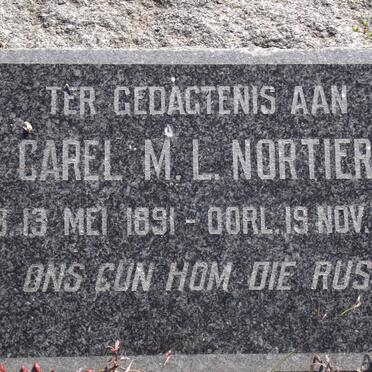 TER GEDAGTENIS AAN
CAREL M. L. NORTIER
13 MEI 1891 - OORL. 19 NOV.
ONS GUN HOM DIE RUS